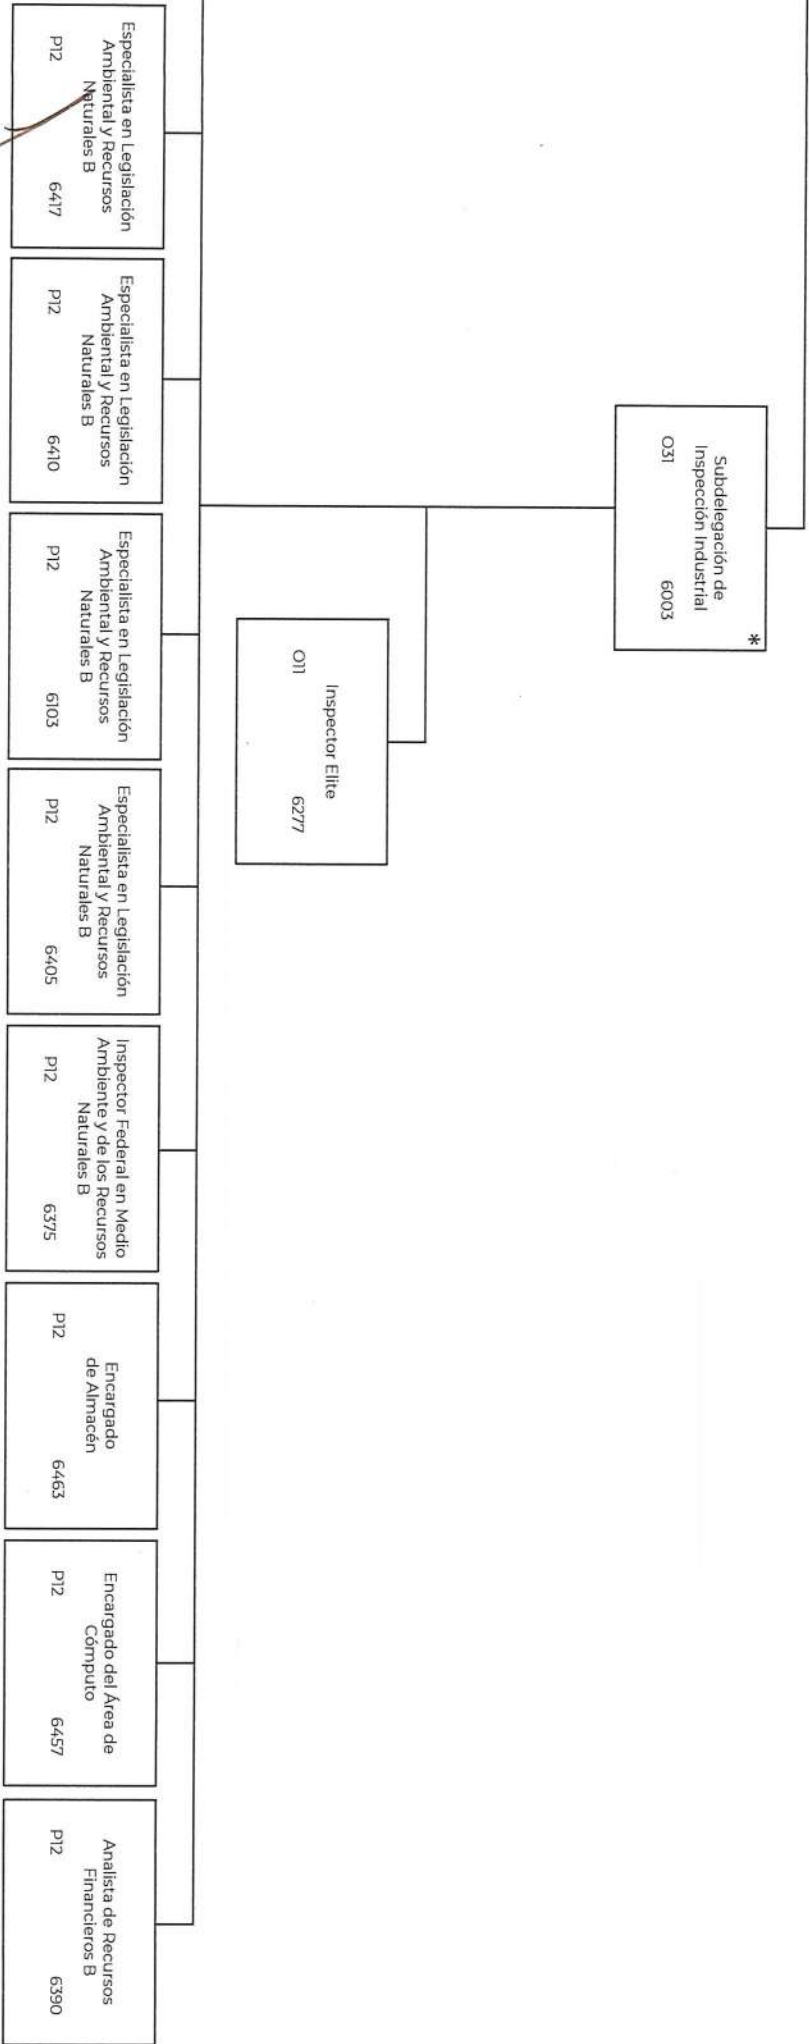 *
Subdelegación de
Inspección Industrial
O31 6003
Inspector Elite
O11 6277
Especialista en Legislación
Ambiental y Recursos
Naturales B
P12 6417
Especialista en Legislación
Ambiental y Recursos
Naturales B
P12 6410
Especialista en Legislación
Ambiental y Recursos
Naturales B
P12 6103
Especialista en Legislación
Ambiental y Recursos
Naturales B
P12 6405
Inspector Federal en Medio
Ambiente y de los Recursos
Naturales B
P12 6375
Encargado
de Almacén
P12 6463
Encargado del Área de
Cómputo
P12 6457
Analista de Recursos
Financieros B
P12 6390